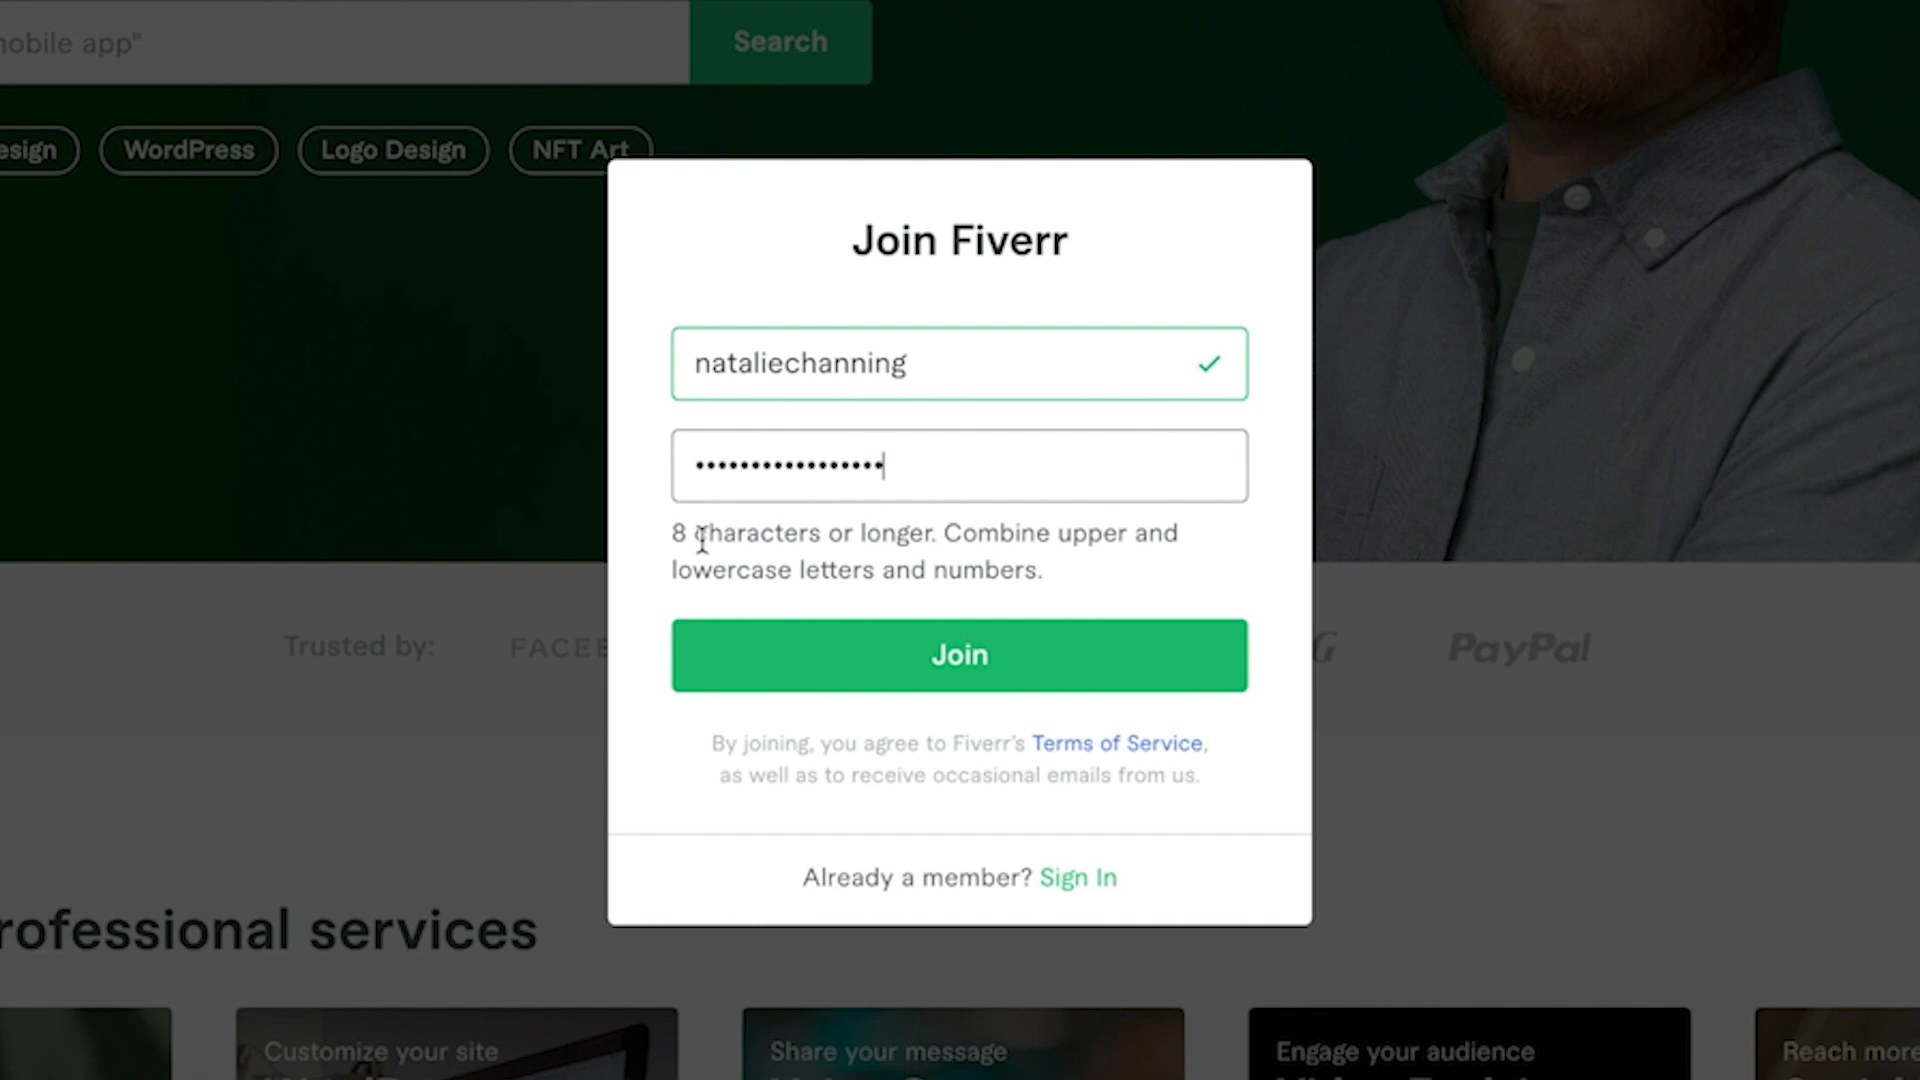 mobile app"
Search
esign
WordPress
Logo Design
NFT Art
Join Fiverr
nataliechanning
•••••••••••••••••
8 characters or longer. Combine upper and
lowercase letters and numbers.
Join
Trusted by:
FACEB
G
PayPal
By joining, you agree to Fiverr's Terms of Service,
as well as to receive occasional emails from us.
Already a member? Sign In
rofessional services
Customize your site
Share your message
Engage your audience
Reach more